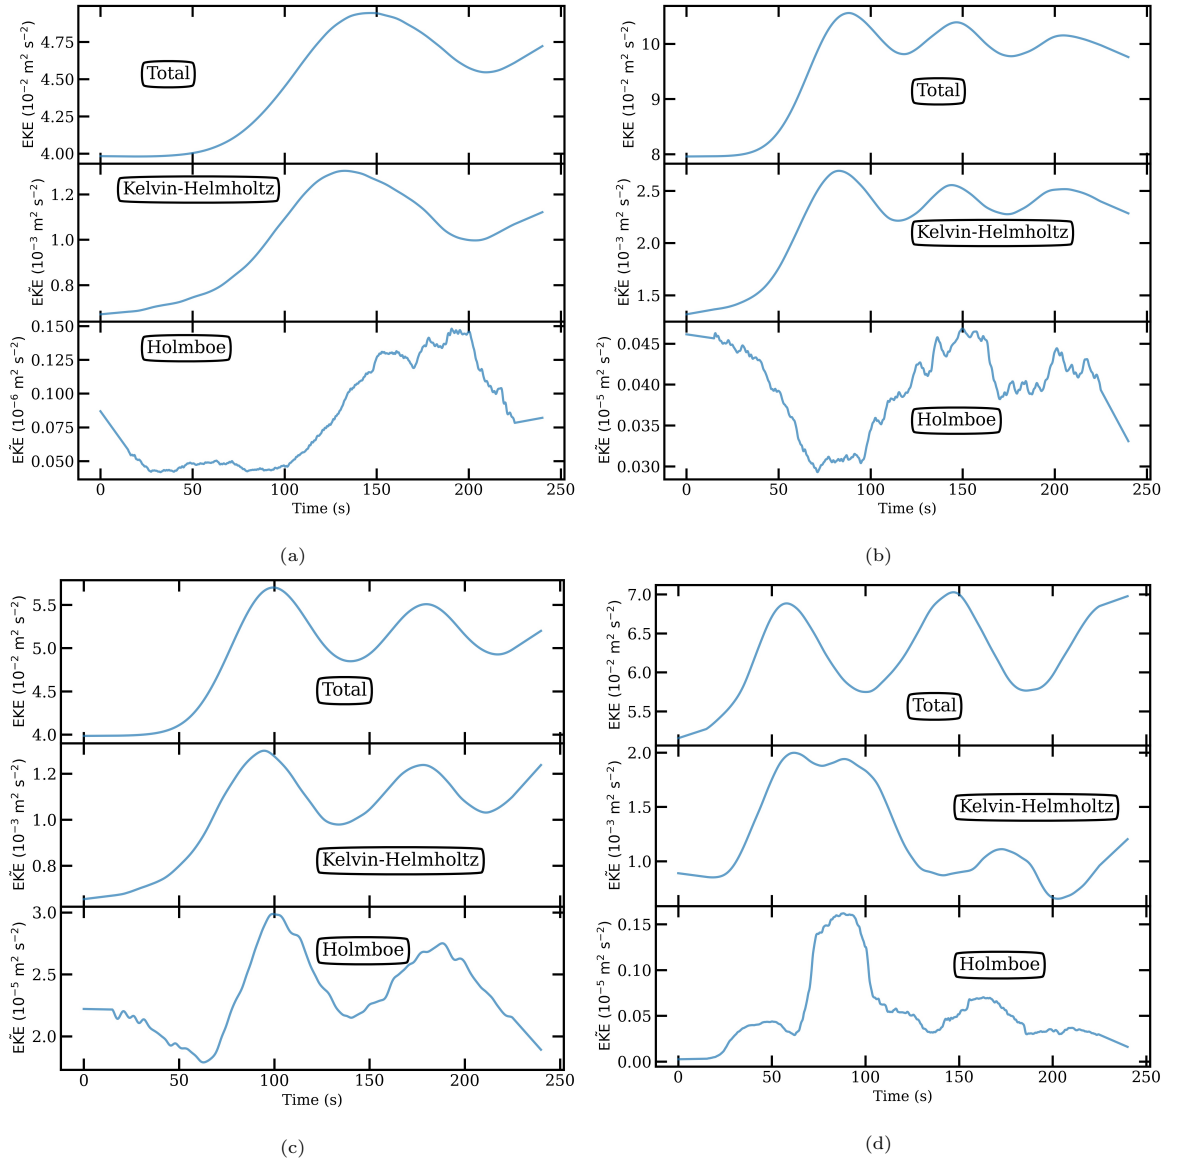 EKE (10⁻² m² s⁻²)
4.75
4.50
4.25
4.00
Total
EK̃E (10⁻³ m² s⁻²)
1.2
1.0
0.8
Kelvin-Helmholtz
EK̃E (10⁻⁶ m² s⁻²)
0.150
0.125
0.100
0.075
0.050
Holmboe
0 50 100 150 200 250
Time (s)
(a)
EKE (10⁻² m² s⁻²)
10
9
8
Total
EK̃E (10⁻³ m² s⁻²)
2.5
2.0
1.5
Kelvin-Helmholtz
EK̃E (10⁻⁵ m² s⁻²)
0.045
0.040
0.035
0.030
Holmboe
0 50 100 150 200 250
Time (s)
(b)
EKE (10⁻² m² s⁻²)
5.5
5.0
4.5
4.0
Total
EK̃E (10⁻³ m² s⁻²)
1.2
1.0
0.8
Kelvin-Helmholtz
EK̃E (10⁻⁵ m² s⁻²)
3.0
2.5
2.0
Holmboe
0 50 100 150 200 250
Time (s)
(c)
EKE (10⁻² m² s⁻²)
7.0
6.5
6.0
5.5
Total
EK̃E (10⁻³ m² s⁻²)
2.0
1.5
1.0
Kelvin-Helmholtz
EK̃E (10⁻⁵ m² s⁻²)
0.15
0.10
0.05
0.00
Holmboe
0 50 100 150 200 250
Time (s)
(d)